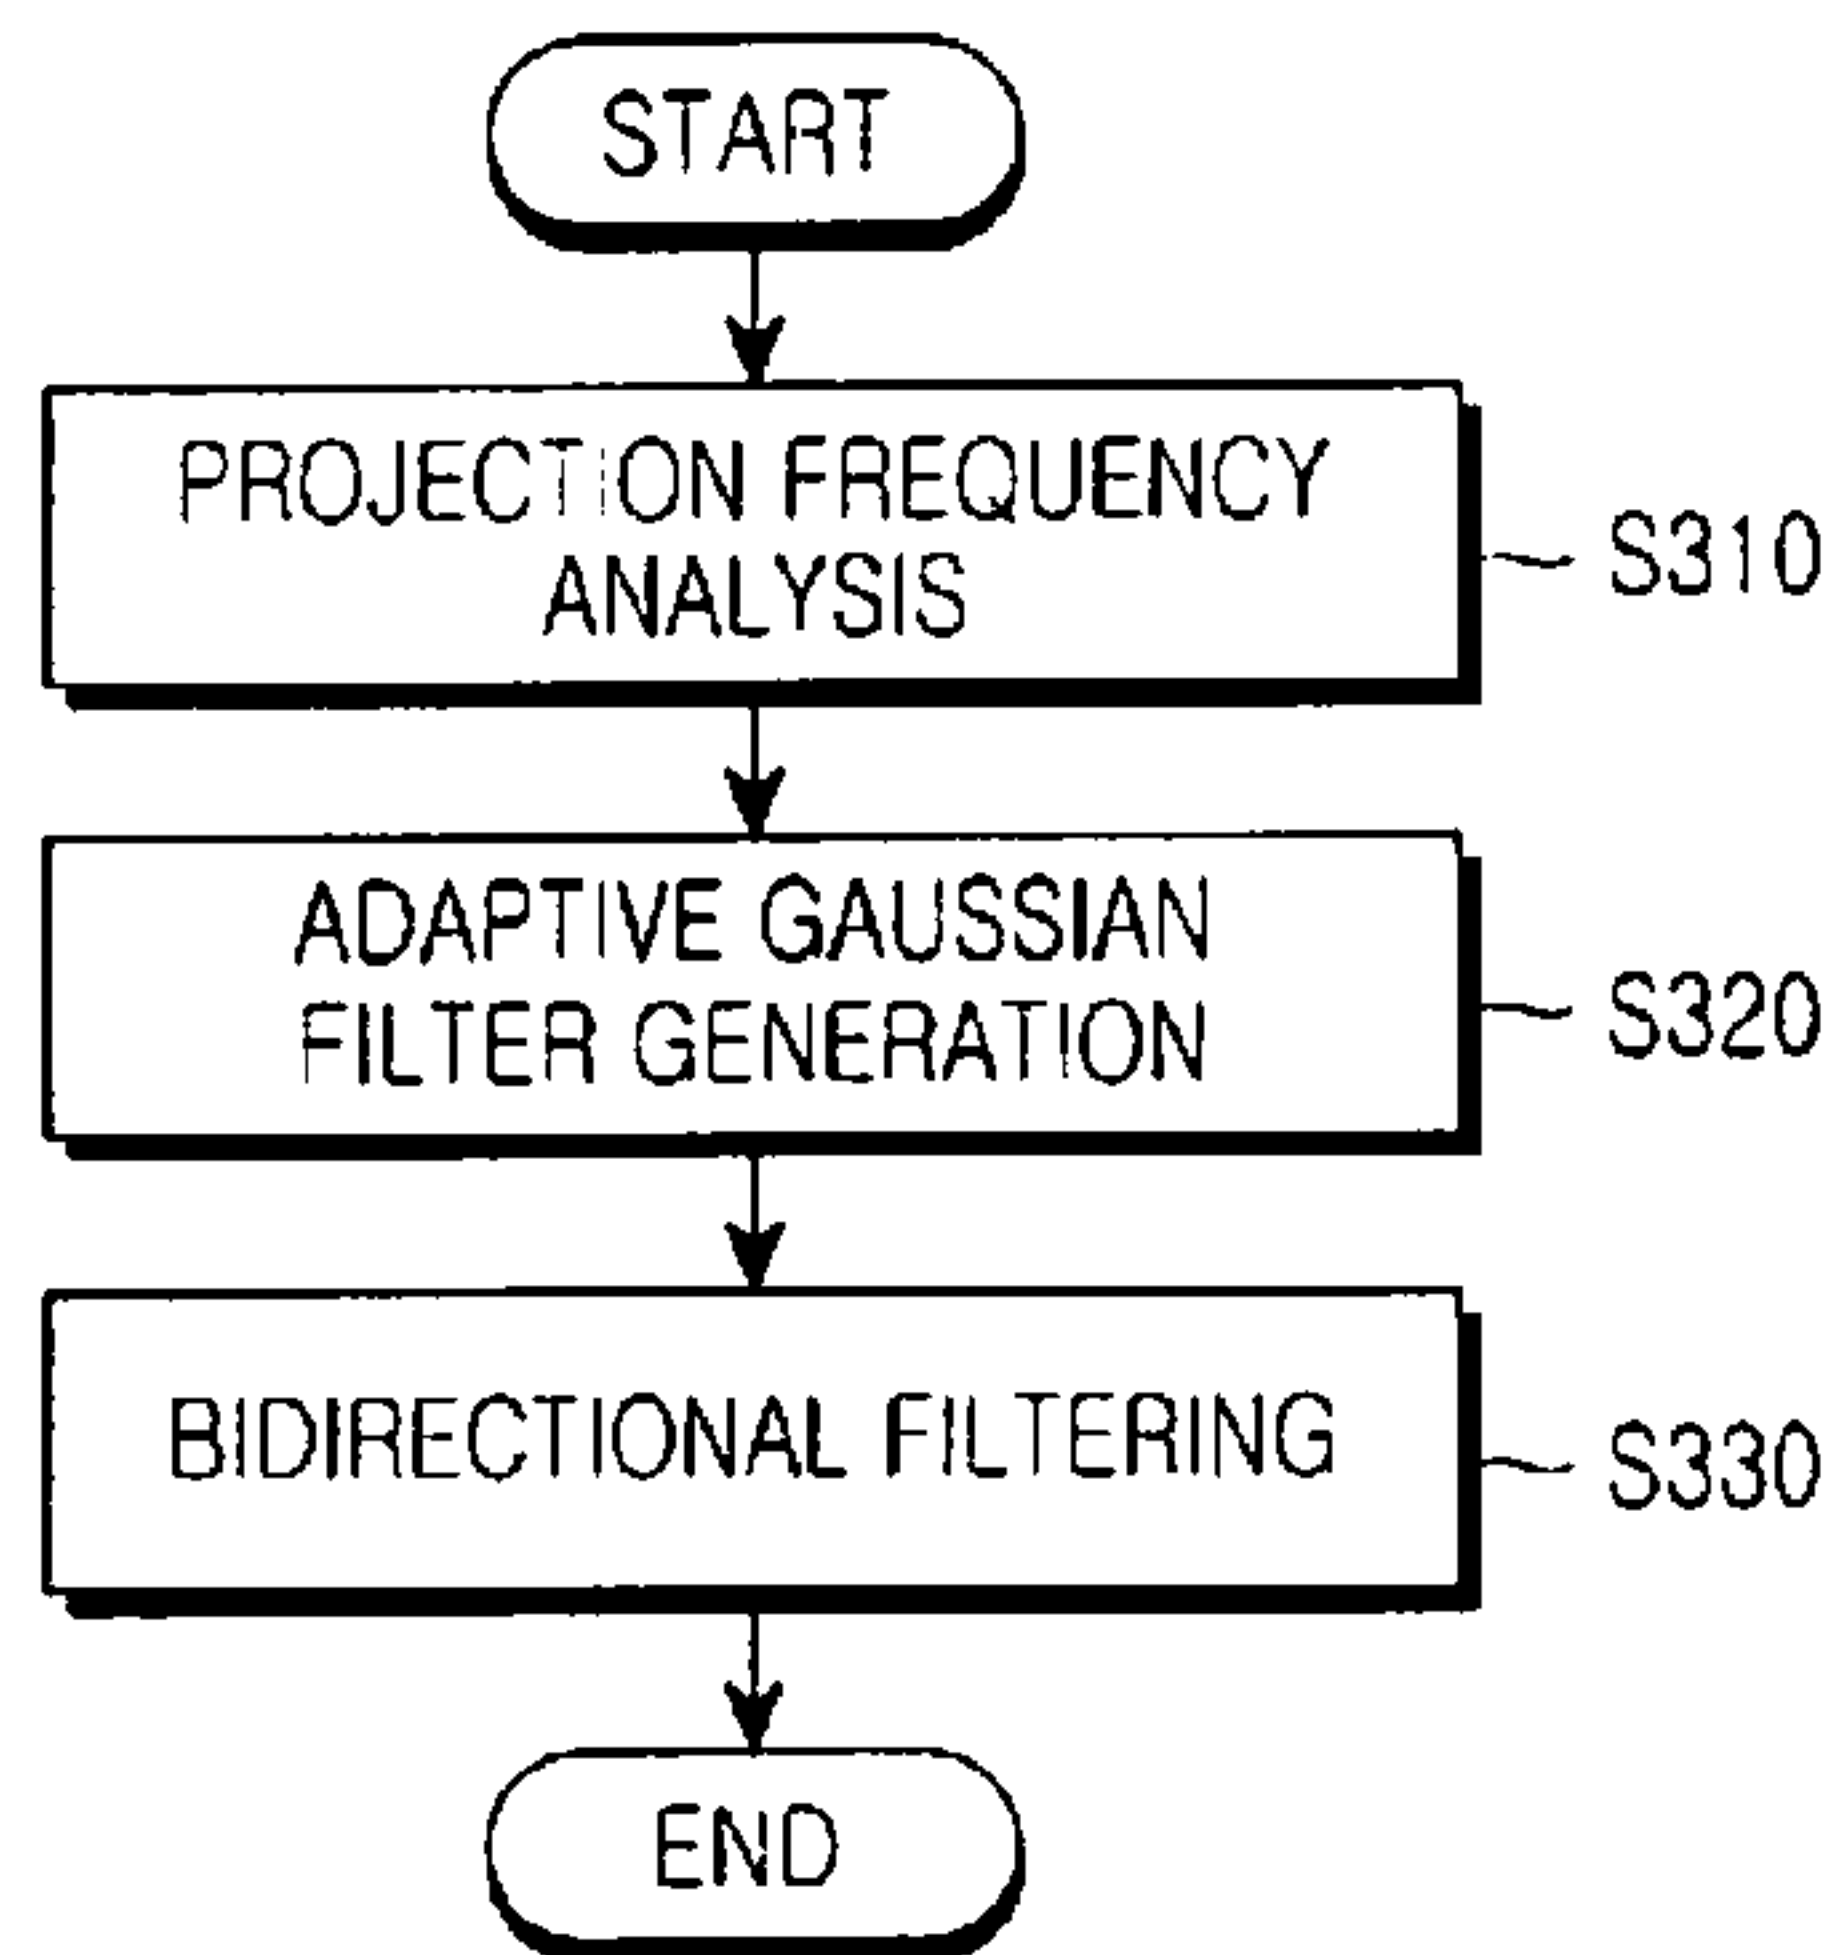 START
PROJECTION FREQUENCY
ANALYSIS
S310
ADAPTIVE GAUSSIAN
FILTER GENERATION
S320
BIDIRECTIONAL FILTERING
S330
END